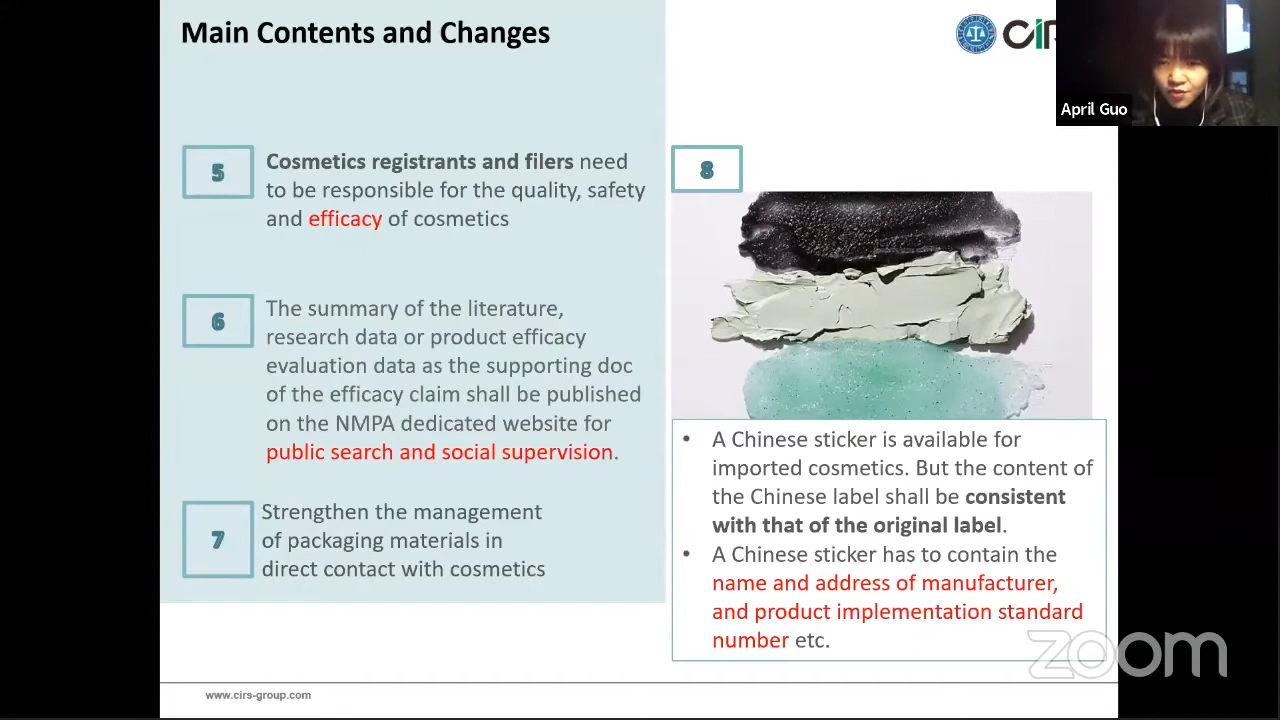 Main Contents and Changes
CIR
April Guo
5
Cosmetics registrants and filers need
to be responsible for the quality, safety
and efficacy of cosmetics
6
The summary of the literature,
research data or product efficacy
evaluation data as the supporting doc
of the efficacy claim shall be published
on the NMPA dedicated website for
public search and social supervision.
7
Strengthen the management
of packaging materials in
direct contact with cosmetics
8
• A Chinese sticker is available for
imported cosmetics. But the content of
the Chinese label shall be consistent
with that of the original label.
• A Chinese sticker has to contain the
name and address of manufacturer,
and product implementation standard
number etc.
zoom
www.cirs-group.com